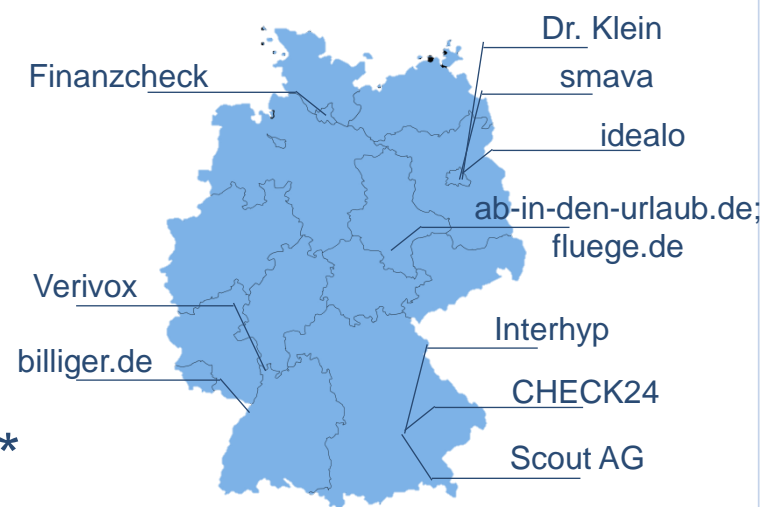 Dr. Klein
Finanzcheck
smava
idealo
ab-in-den-urlaub.de;
fluege.de
Verivox
Interhyp
billiger.de
CHECK24
*
Scout AG